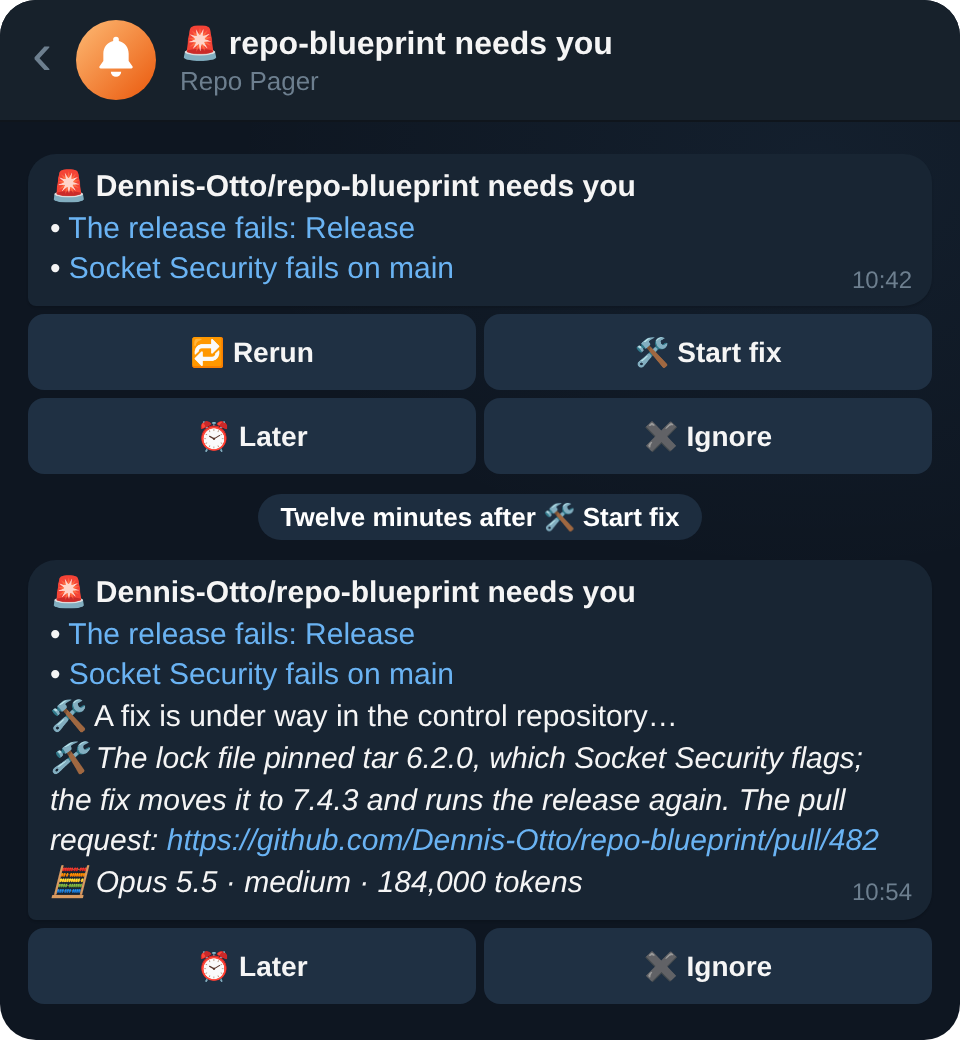 🚨 repo-blueprint needs you
Repo Pager
🚨 Dennis-Otto/repo-blueprint needs you
• The release fails: Release
• Socket Security fails on main
10:42
🔁 Rerun
🛠️ Start fix
⏰ Later
✖️ Ignore
Twelve minutes after 🛠️ Start fix
🚨 Dennis-Otto/repo-blueprint needs you
• The release fails: Release
• Socket Security fails on main
🛠️ A fix is under way in the control repository…
🛠️ The lock file pinned tar 6.2.0, which Socket Security flags;
the fix moves it to 7.4.3 and runs the release again. The pull
request: https://github.com/Dennis-Otto/repo-blueprint/pull/482
🧮 Opus 5.5 · medium · 184,000 tokens
10:54
⏰ Later
✖️ Ignore